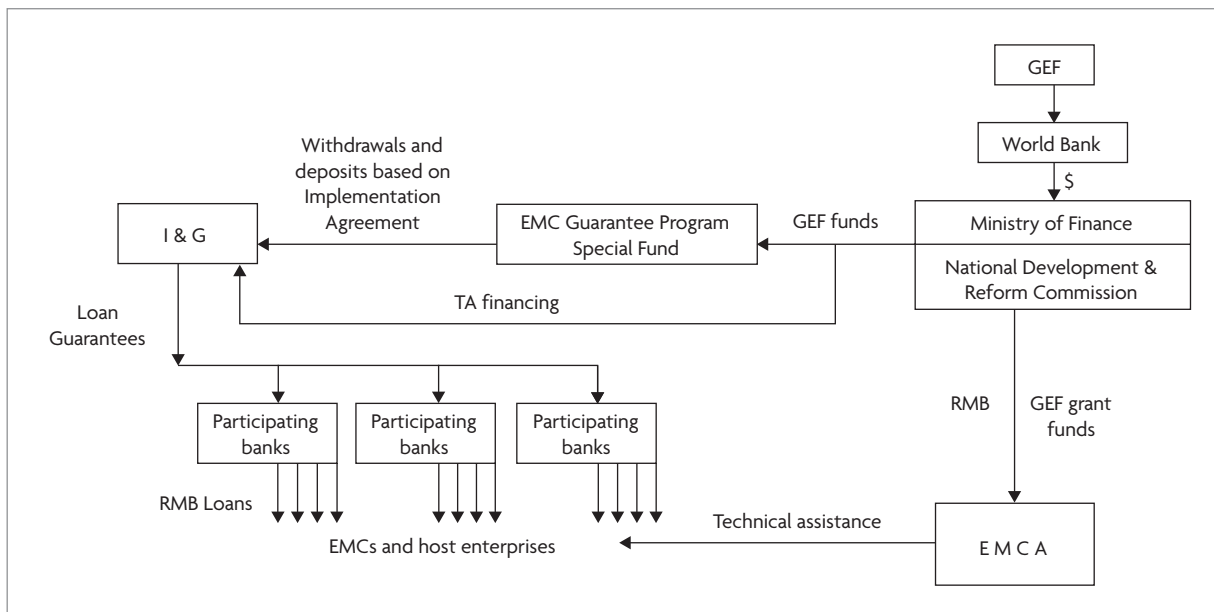 GEF
World Bank
$
Withdrawals and
deposits based on
Implementation
Agreement
I & G
EMC Guarantee Program
Special Fund
GEF funds
Ministry of Finance
National Development &
Reform Commission
TA financing
Loan
Guarantees
Participating
banks
Participating
banks
Participating
banks
RMB
GEF grant
funds
RMB Loans
EMCs and host enterprises
Technical assistance
E M C A